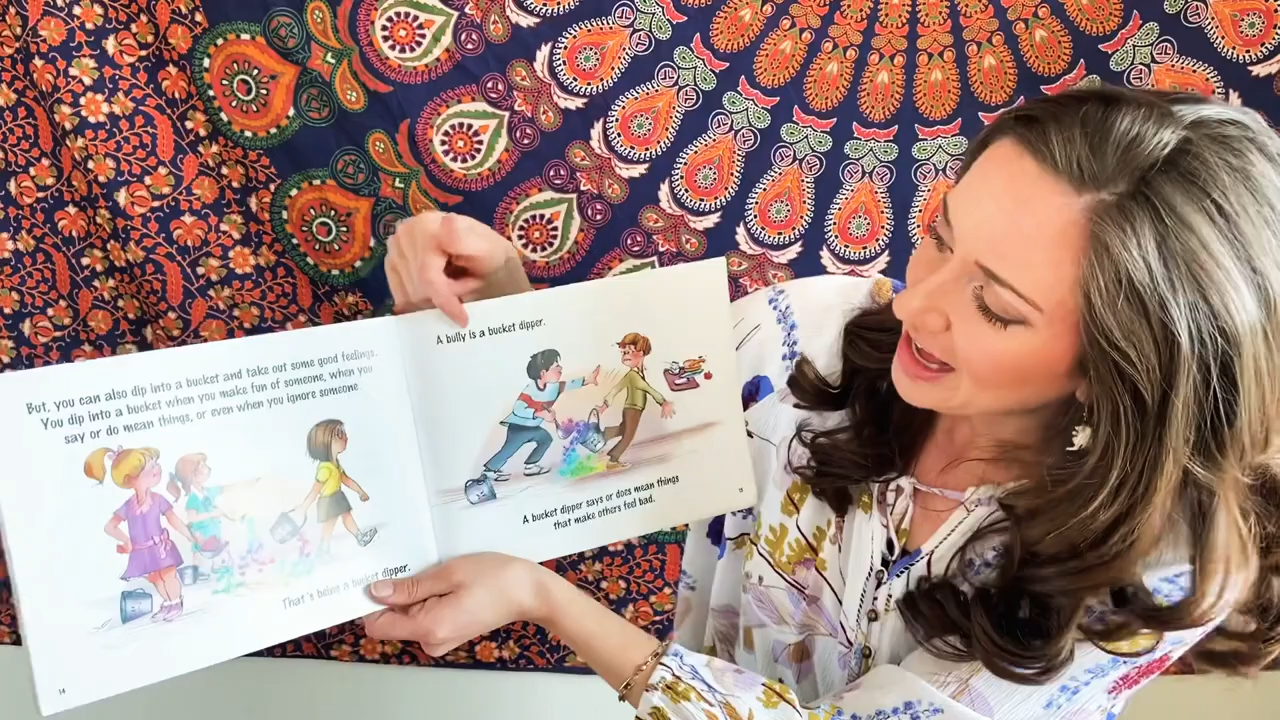 But, you can also dip into a bucket and take out some good feelings.
You dip into a bucket when you make fun of someone, when you
say or do mean things, or even when you ignore someone.
That's being a bucket dipper.
14
A bully is a bucket dipper.
A bucket dipper says or does mean things
that make others feel bad.
15